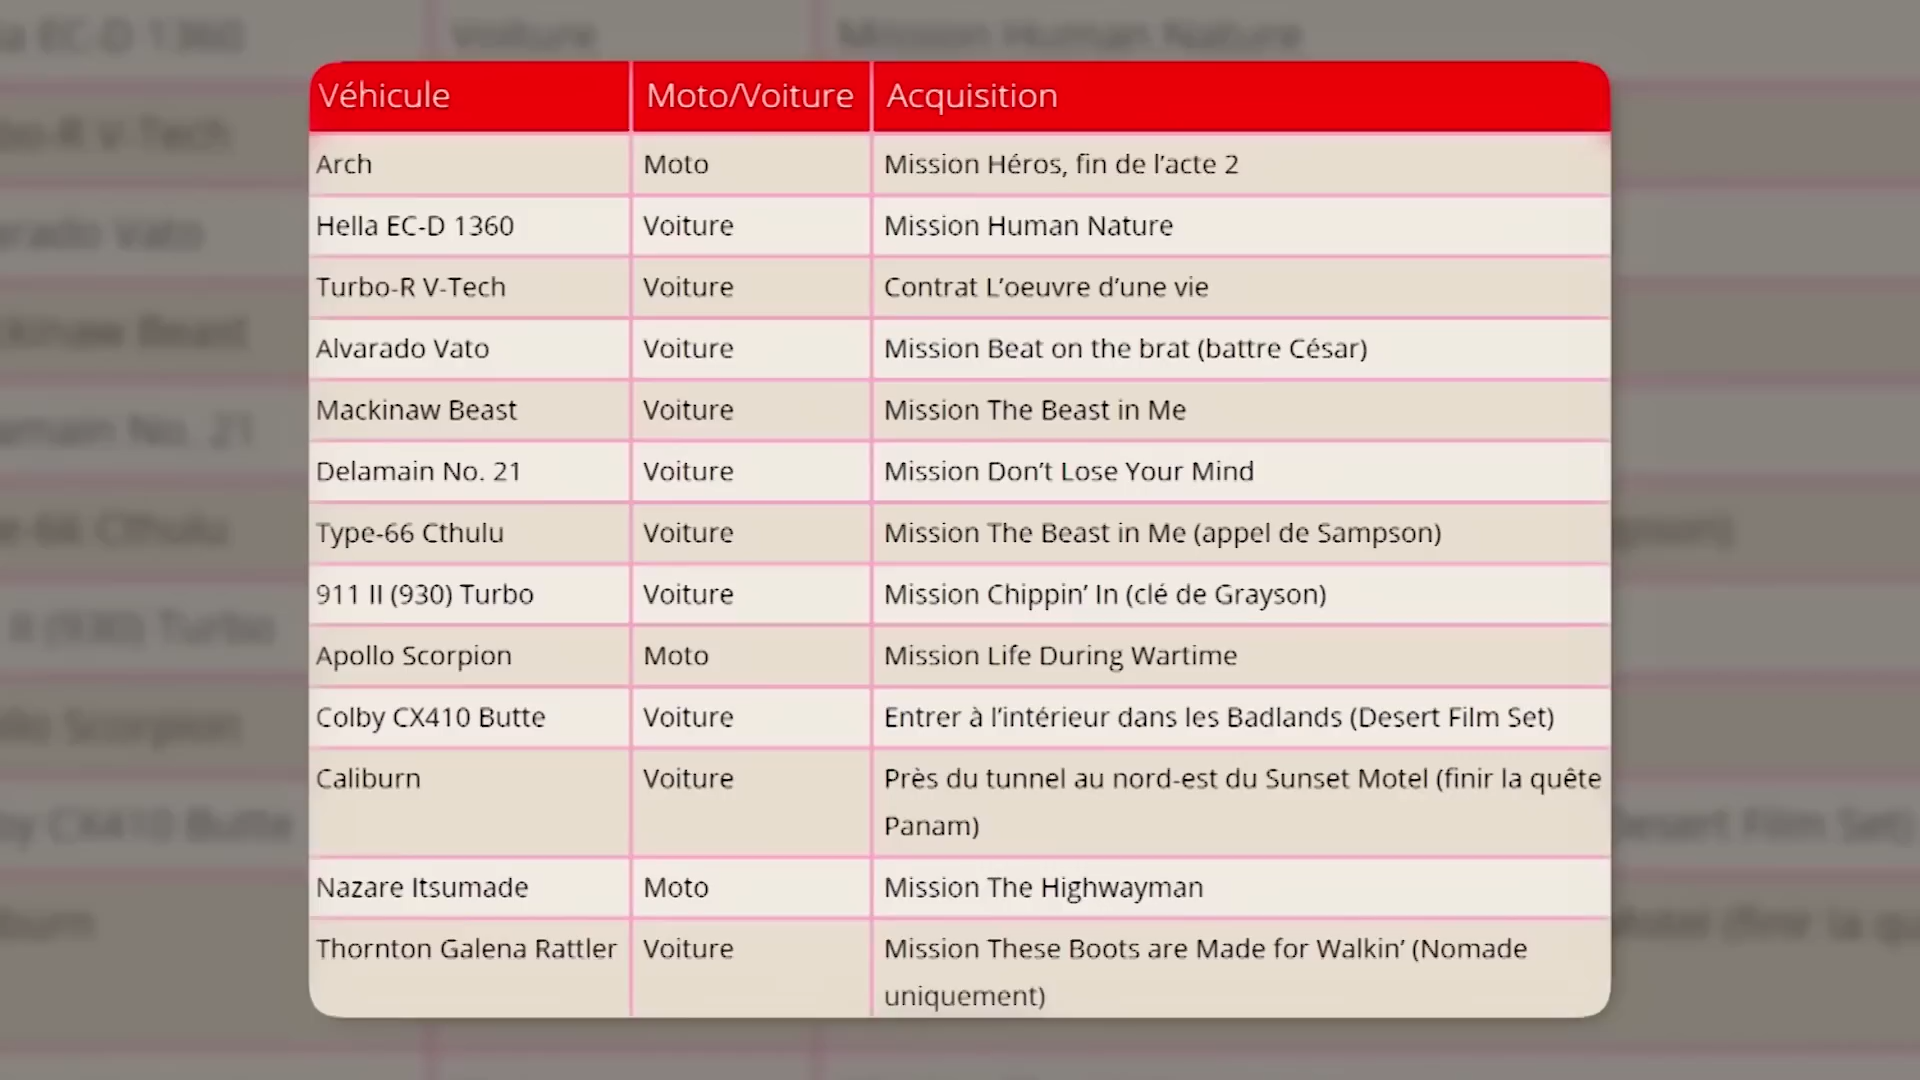 Véhicule Moto/Voiture Acquisition
Arch Moto Mission Héros, fin de l’acte 2
Hella EC-D 1360 Voiture Mission Human Nature
Turbo-R V-Tech Voiture Contrat L’oeuvre d’une vie
Alvarado Vato Voiture Mission Beat on the brat (battre César)
Mackinaw Beast Voiture Mission The Beast in Me
Delamain No. 21 Voiture Mission Don’t Lose Your Mind
Type-66 Cthulu Voiture Mission The Beast in Me (appel de Sampson)
911 II (930) Turbo Voiture Mission Chippin’ In (clé de Grayson)
Apollo Scorpion Moto Mission Life During Wartime
Colby CX410 Butte Voiture Entrer à l’intérieur dans les Badlands (Desert Film Set)
Caliburn Voiture Près du tunnel au nord-est du Sunset Motel (finir la quête
Panam)
Nazare Itsumade Moto Mission The Highwayman
Thornton Galena Rattler Voiture Mission These Boots are Made for Walkin’ (Nomade
uniquement)